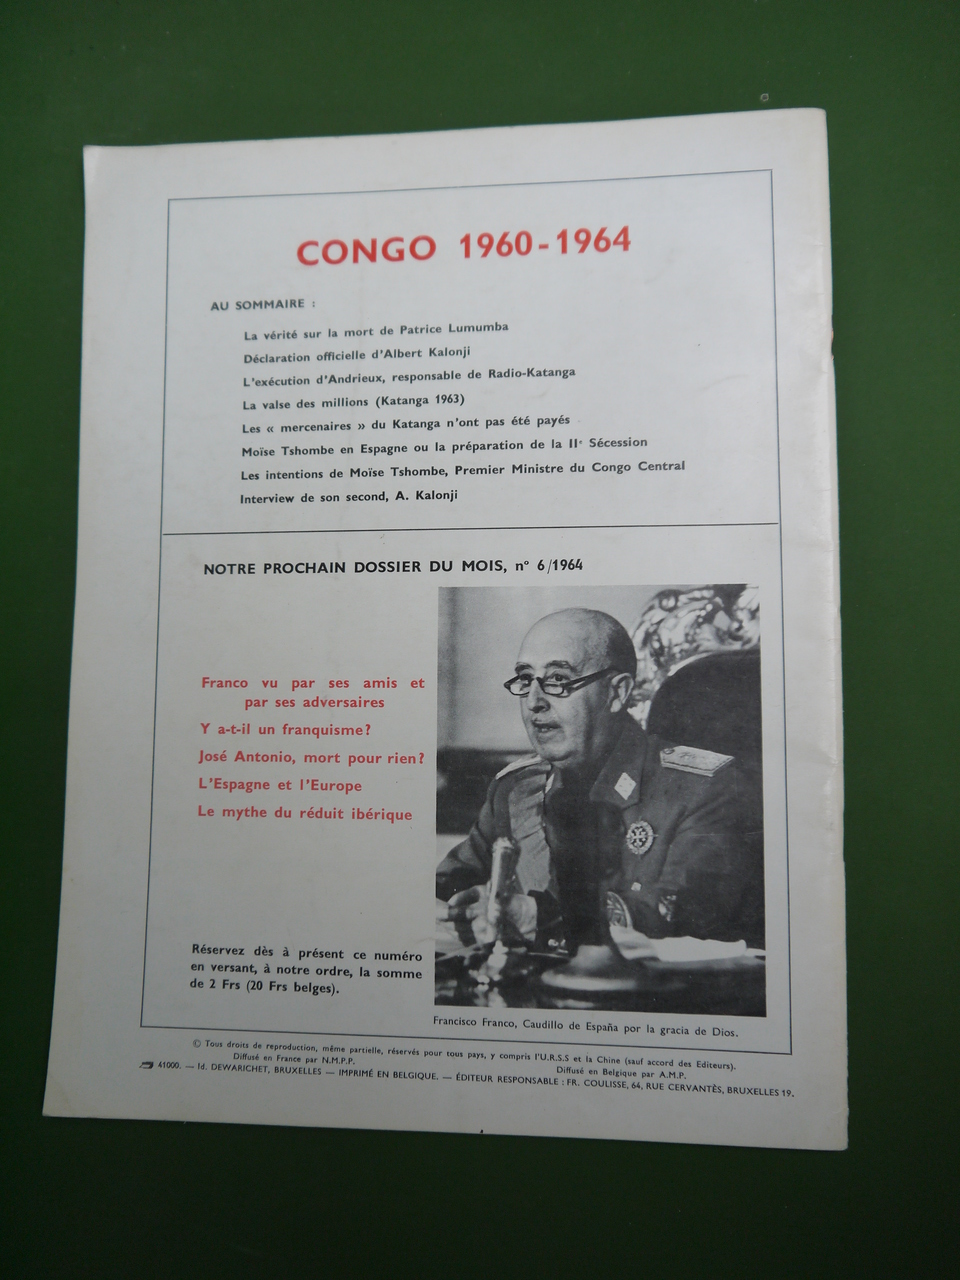 CONGO 1960-1964
AU SOMMAIRE :
La vérité sur la mort de Patrice Lumumba
Déclaration officielle d'Albert Kalonji
L'exécution d'Andrieux, responsable de Radio-Katanga
La valse des millions (Katanga 1963)
Les « mercenaires » du Katanga n'ont pas été payés
Moïse Tshombe en Espagne ou la préparation de la IIe Sécession
Les intentions de Moïse Tshombe, Premier Ministre du Congo Central
Interview de son second, A. Kalonji
NOTRE PROCHAIN DOSSIER DU MOIS, n° 6/1964
Franco vu par ses amis et
par ses adversaires
Y a-t-il un franquisme?
José Antonio, mort pour rien?
L'Espagne et l'Europe
Le mythe du réduit ibérique
Réservez dès à présent ce numéro
en versant, à notre ordre, la somme
de 2 Frs (20 Frs belges).
Francisco Franco, Caudillo de España por la gracia de Dios.
© Tous droits de reproduction, même partielle, réservés pour tous pays, y compris l'U.R.S.S et la Chine (sauf accord des Editeurs).
Diffusé en France par N.M.P.P. Diffusé en Belgique par A.M.P.
41000. — Id. DEWARICHET, BRUXELLES — IMPRIMÉ EN BELGIQUE. — ÉDITEUR RESPONSABLE : FR. COULISSE, 64, RUE CERVANTÈS, BRUXELLES 19.